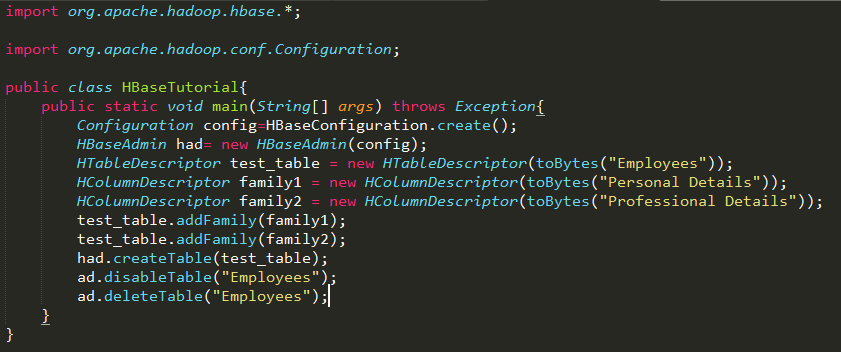 import org.apache.hadoop.hbase.*;
import org.apache.hadoop.conf.Configuration;
public class HBaseTutorial{
public static void main(String[] args) throws Exception{
Configuration config=HBaseConfiguration.create();
HBaseAdmin had= new HBaseAdmin(config);
HTableDescriptor test_table = new HTableDescriptor(toBytes("Employees"));
HColumnDescriptor family1 = new HColumnDescriptor(toBytes("Personal Details"));
HColumnDescriptor family2 = new HColumnDescriptor(toBytes("Professional Details"));
test_table.addFamily(family1);
test_table.addFamily(family2);
had.createTable(test_table);
ad.disableTable("Employees");
ad.deleteTable("Employees");
}
}